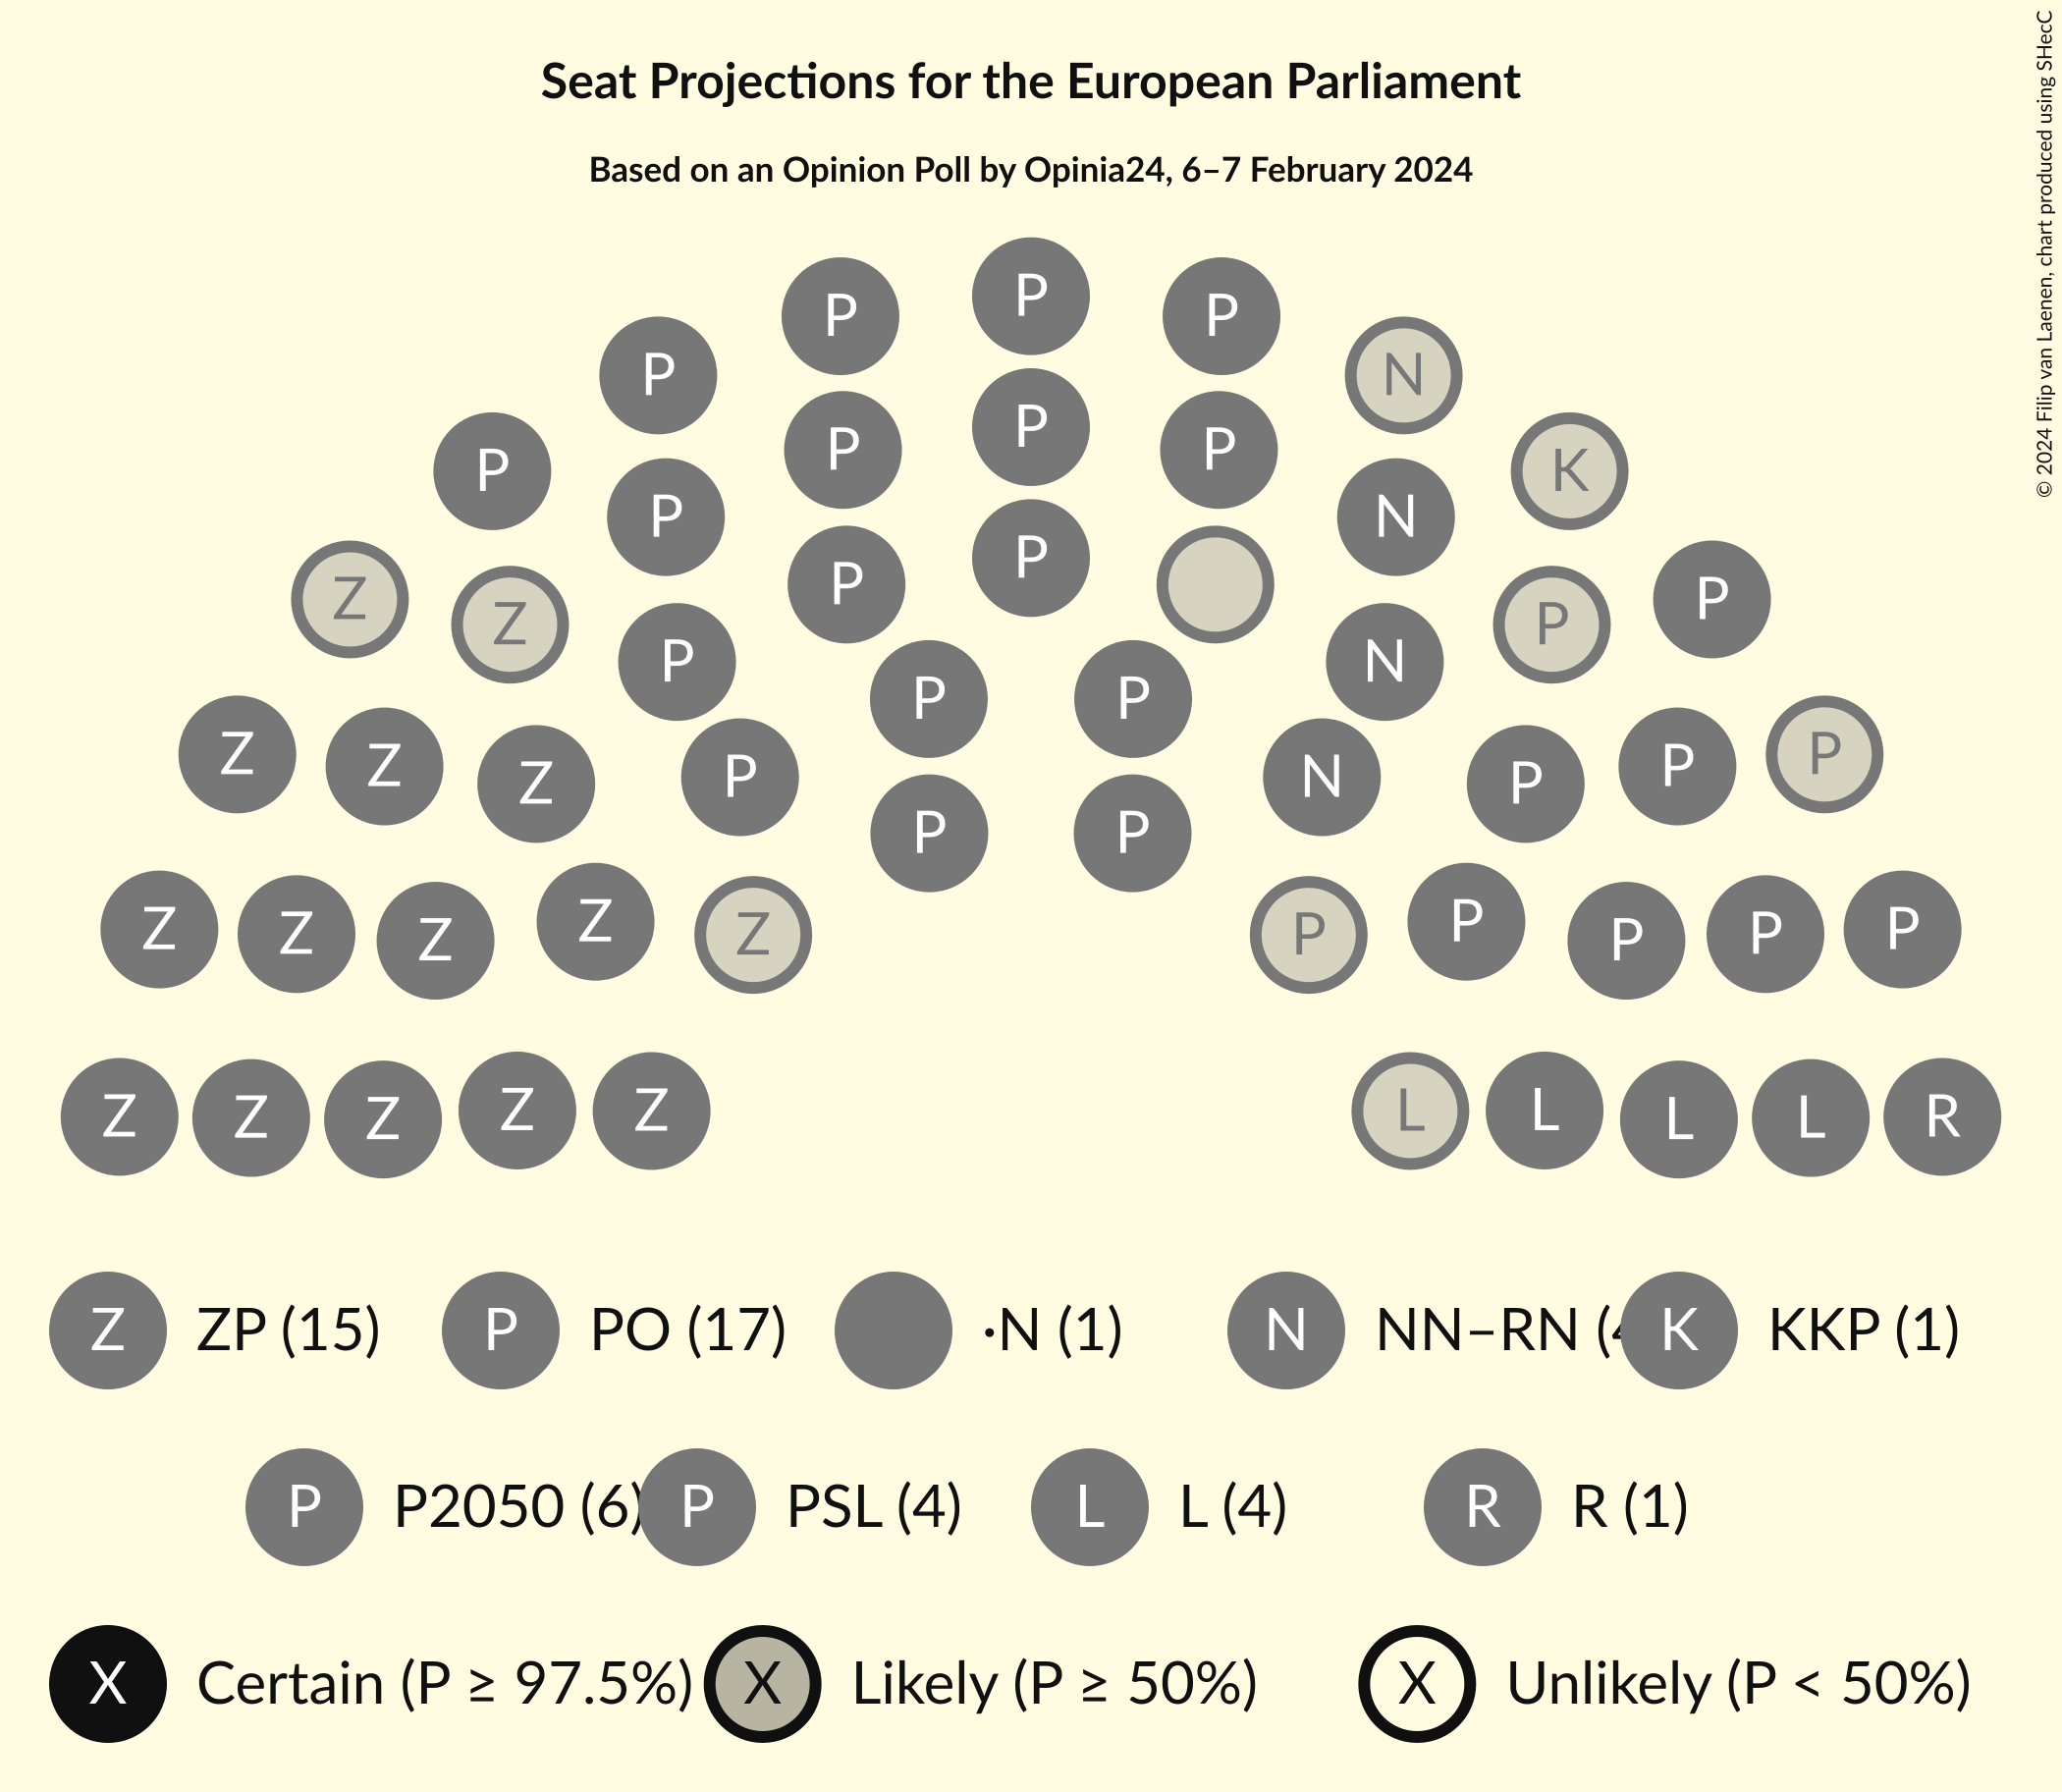 © 2024 Filip van Laenen, chart produced using SHecC
Seat Projections for the European Parliament
Based on an Opinion Poll by Opinia24, 6–7 February 2024
P P P
P N
P P P
P K
P N
P P
Z P
Z P
P N
P P
Z Z Z P N P P P
P P
Z Z Z Z Z P P P P P
Z Z Z Z Z L L L L R
Z ZP (15) P PO (17) ·N (1) N NN–RN (4 K KKP (1)
P P2050 (6) P PSL (4) L L (4) R R (1)
X Certain (P ≥ 97.5%) X Likely (P ≥ 50%) X Unlikely (P < 50%)